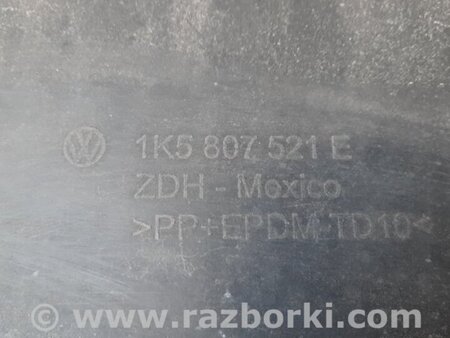 1K5 807 521 E
ZDH - Mexico
>PP+EPDM-TD10<
© www.razborki.com